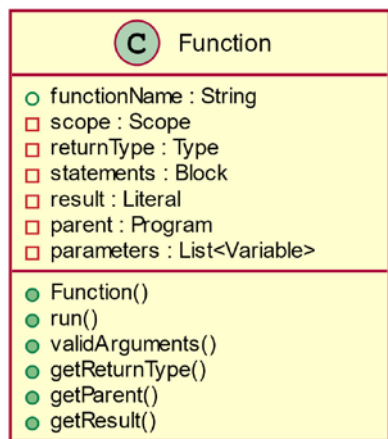 C Function
functionName : String
scope : Scope
returnType : Type
statements : Block
result : Literal
parent : Program
parameters : List<Variable>
Function()
run()
validArguments()
getReturnType()
getParent()
getResult()